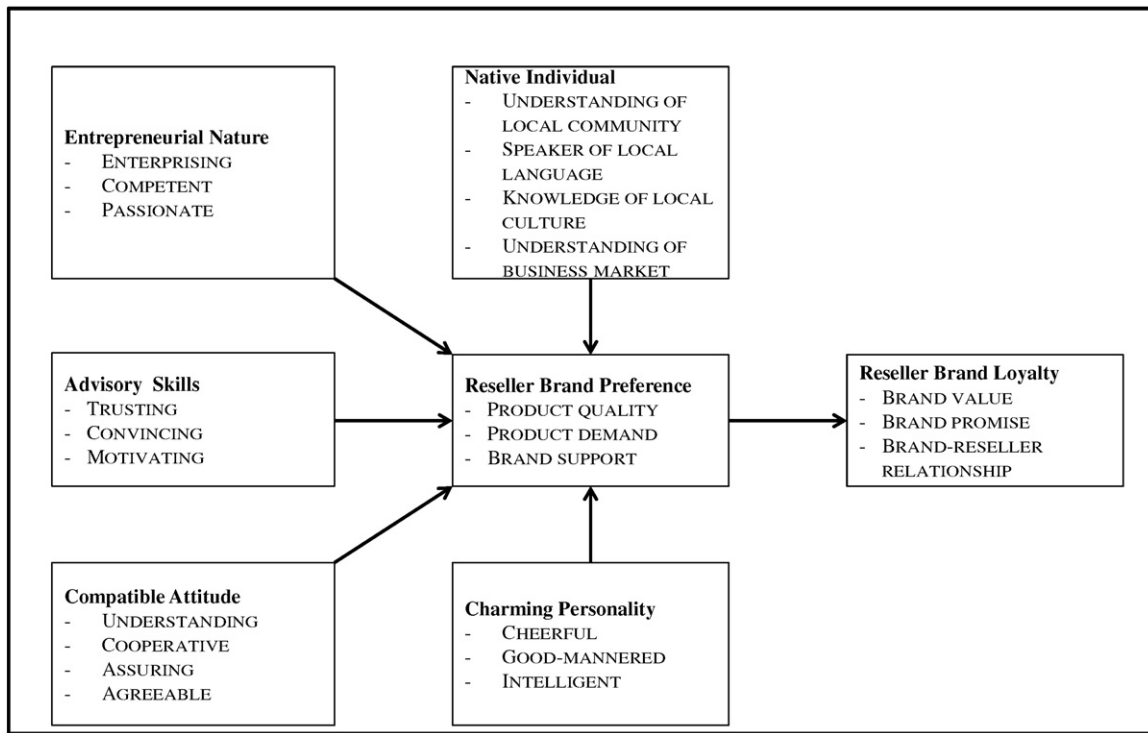 Entrepreneurial Nature
- ENTERPRISING
- COMPETENT
- PASSIONATE
Native Individual
- UNDERSTANDING OF
LOCAL COMMUNITY
- SPEAKER OF LOCAL
LANGUAGE
- KNOWLEDGE OF LOCAL
CULTURE
- UNDERSTANDING OF
BUSINESS MARKET
Advisory Skills
- TRUSTING
- CONVINCING
- MOTIVATING
Reseller Brand Preference
- PRODUCT QUALITY
- PRODUCT DEMAND
- BRAND SUPPORT
Reseller Brand Loyalty
- BRAND VALUE
- BRAND PROMISE
- BRAND-RESELLER
RELATIONSHIP
Compatible Attitude
- UNDERSTANDING
- COOPERATIVE
- ASSURING
- AGREEABLE
Charming Personality
- CHEERFUL
- GOOD-MANNERED
- INTELLIGENT